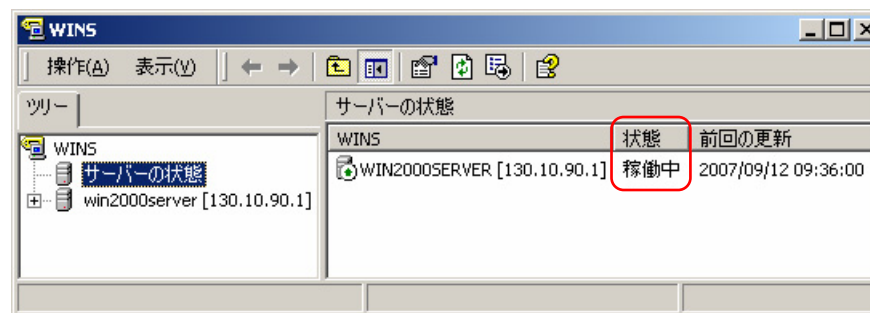 WINS
操作(A) 表示(V)
ツリー
サーバーの状態
WINS
サーバーの状態
win2000server [130.10.90.1]
WINS 状態 前回の更新
WIN2000SERVER [130.10.90.1] 稼働中 2007/09/12 09:36:00